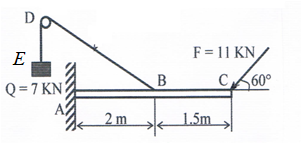 D
E
F = 11 KN
Q = 7 KN
B
C
60°
A
2 m
1.5m